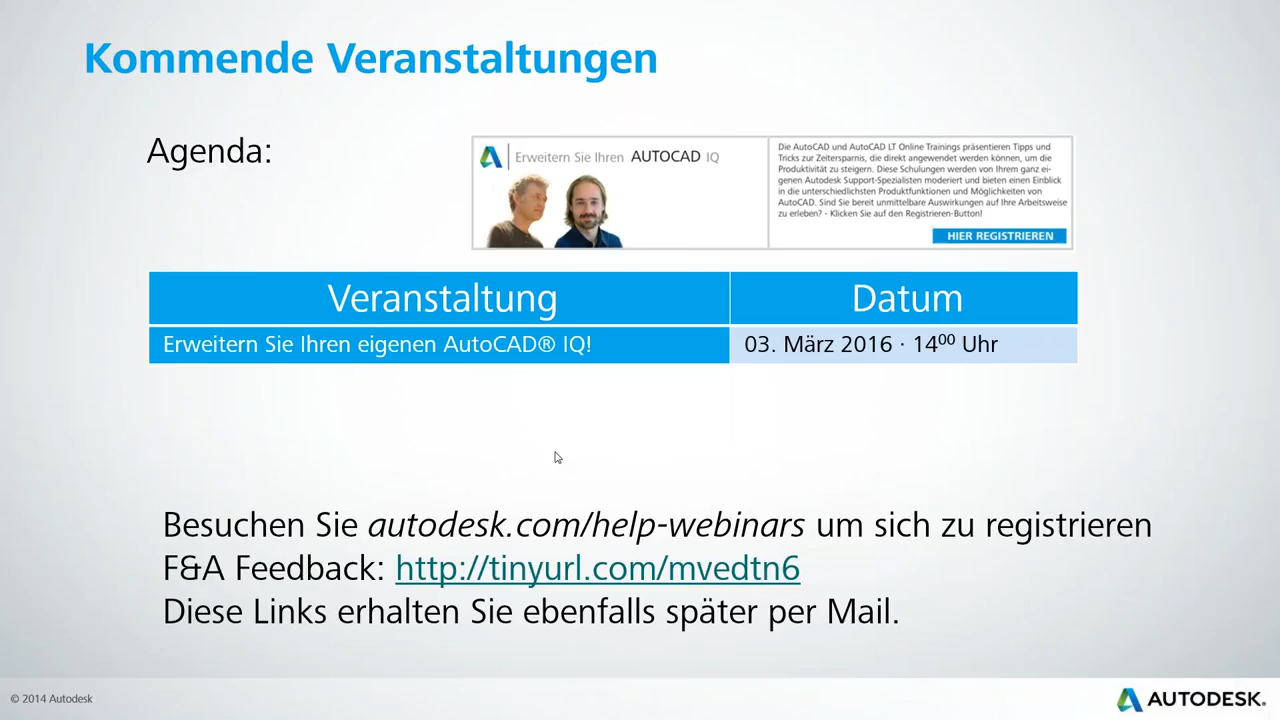 Kommende Veranstaltungen
Agenda:
Erweitern Sie Ihren AUTOCAD IQ
Die AutoCAD und AutoCAD LT Online Trainings präsentieren Tipps und
Tricks zur Zeitersparnis, die direkt angewendet werden können, um die
Produktivität zu steigern. Diese Schulungen werden von Ihrem ganz ei-
genen Autodesk Support-Spezialisten moderiert und bieten einen Einblick
in die unterschiedlichsten Produktfunktionen und Möglichkeiten von
AutoCAD. Sind Sie bereit unmittelbare Auswirkungen auf Ihre Arbeitsweise
zu erleben? - Klicken Sie auf den Registrieren-Button!
HIER REGISTRIEREN
Veranstaltung Datum
Erweitern Sie Ihren eigenen AutoCAD® IQ! 03. März 2016 · 14⁰⁰ Uhr
Besuchen Sie autodesk.com/help-webinars um sich zu registrieren
F&A Feedback: http://tinyurl.com/mvedtn6
Diese Links erhalten Sie ebenfalls später per Mail.
© 2014 Autodesk
AUTODESK.